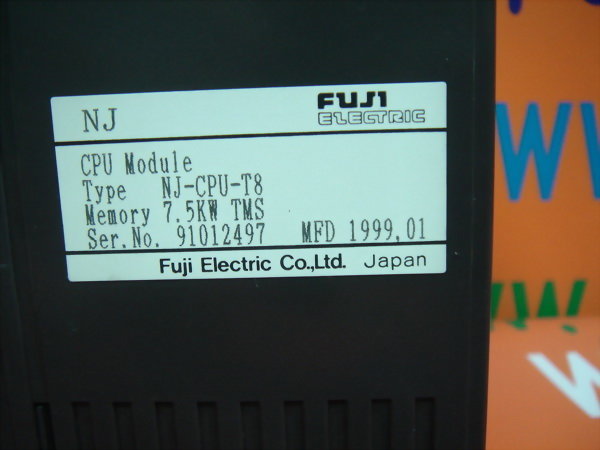 NJ FUJI ELECTRIC
CPU Module
Type NJ-CPU-T8
Memory 7.5KW TMS
Ser.No. 91012497 MFD 1999,01
Fuji Electric Co.,Ltd. Japan
W
WW
W